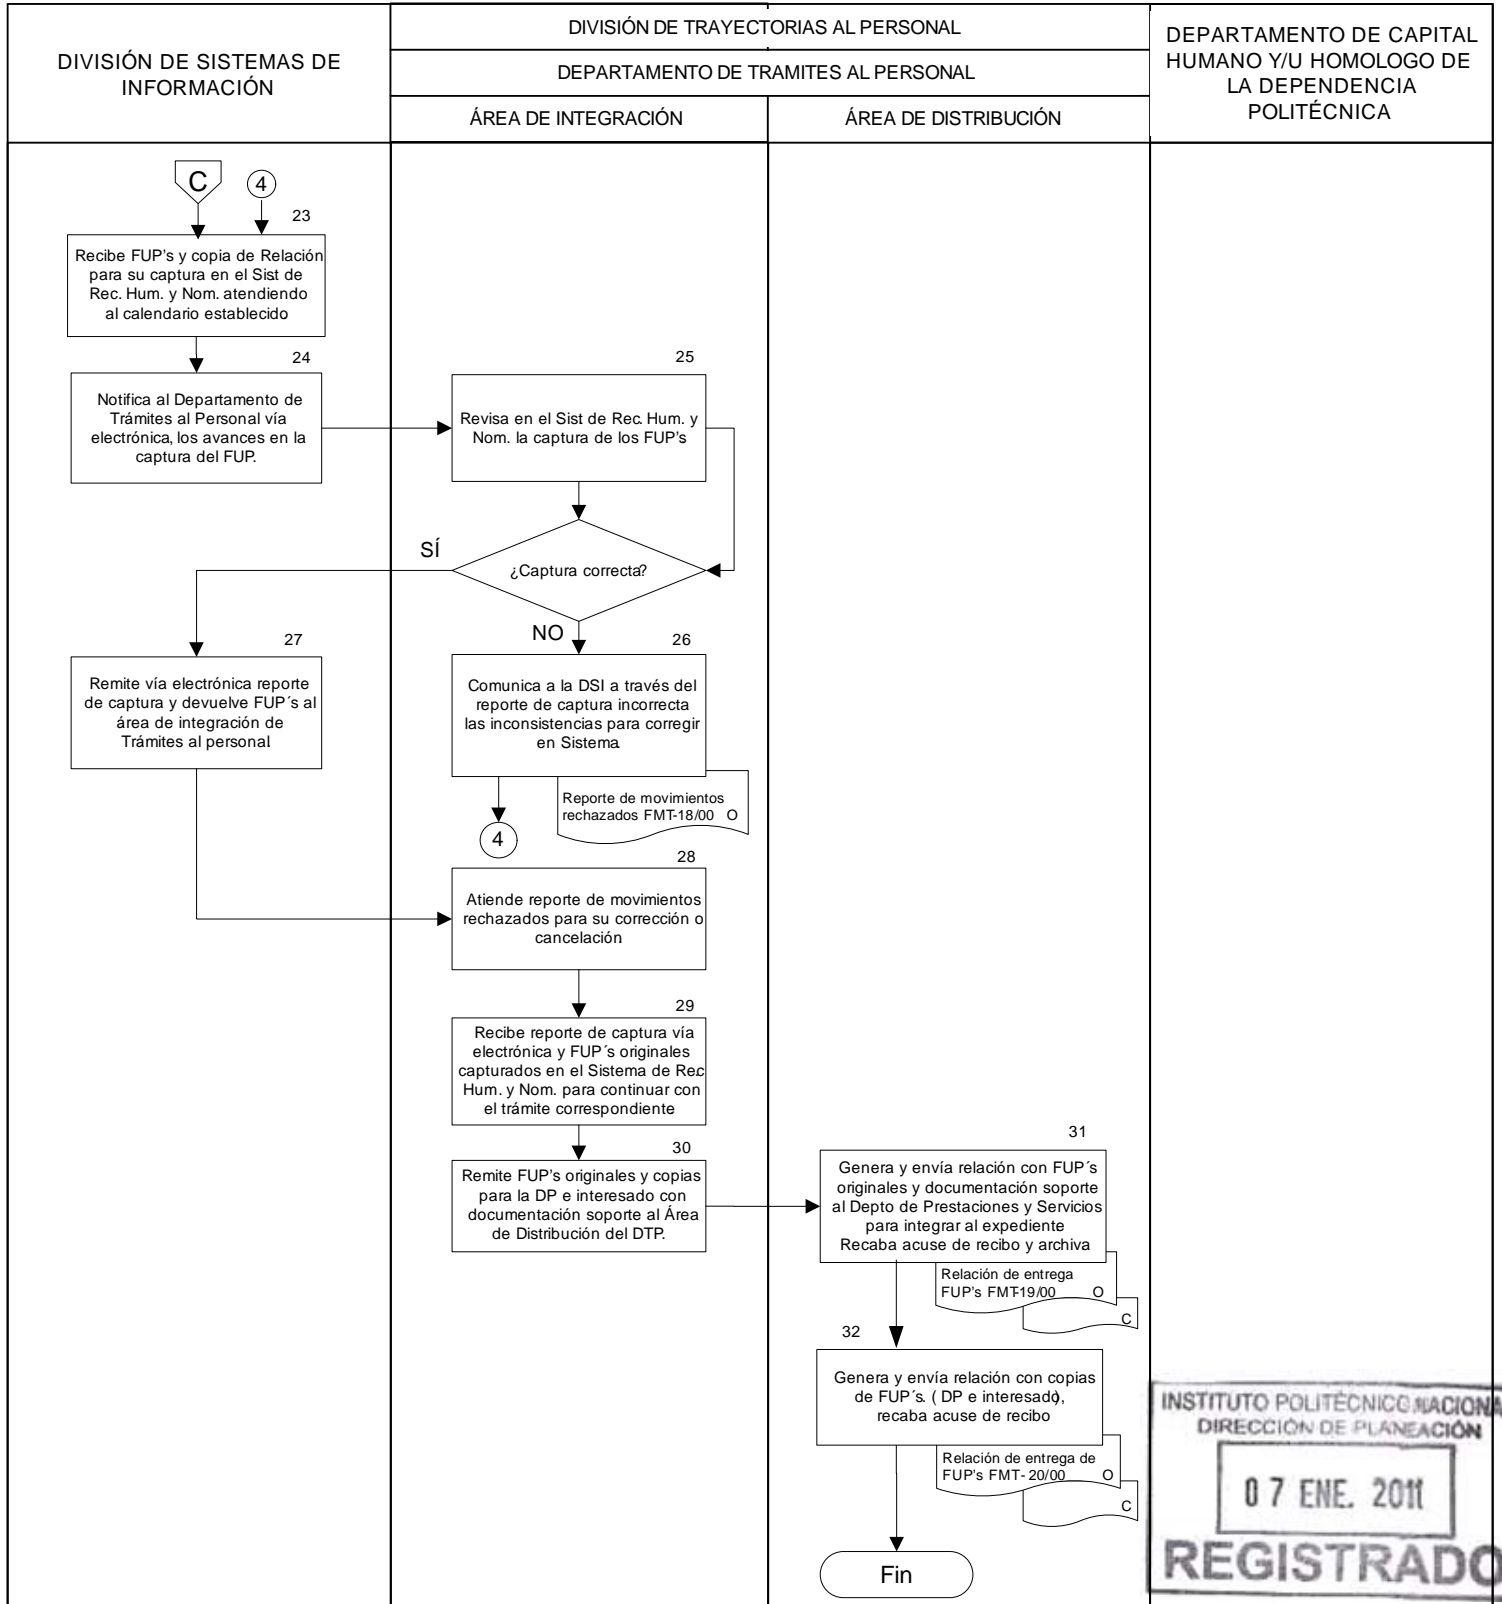 DIVISIÓN DE SISTEMAS DE
INFORMACIÓN
DIVISIÓN DE TRAYECTORIAS AL PERSONAL
DEPARTAMENTO DE TRAMITES AL PERSONAL
ÁREA DE INTEGRACIÓN
ÁREA DE DISTRIBUCIÓN
DEPARTAMENTO DE CAPITAL
HUMANO Y/U HOMOLOGO DE
LA DEPENDENCIA
POLITÉCNICA
C
4
23
Recibe FUP's y copia de Relación
para su captura en el Sist de
Rec. Hum. y Nom. atendiendo
al calendario establecido
24
Notifica al Departamento de
Trámites al Personal vía
electrónica, los avances en la
captura del FUP.
25
Revisa en el Sist de Rec. Hum. y
Nom. la captura de los FUP's
¿Captura correcta?
SÍ
NO
27
Remite vía electrónica reporte
de captura y devuelve FUP´s al
área de integración de
Trámites al personal.
26
Comunica a la DSI a través del
reporte de captura incorrecta
las inconsistencias para corregir
en Sistema.
Reporte de movimientos
rechazados FMT-18/00 O
4
28
Atiende reporte de movimientos
rechazados para su corrección o
cancelación.
29
Recibe reporte de captura vía
electrónica y FUP´s originales
capturados en el Sistema de Rec.
Hum. y Nom. para continuar con
el trámite correspondiente
30
Remite FUP's originales y copias
para la DP e interesado con
documentación soporte al Área
de Distribución del DTP.
31
Genera y envía relación con FUP´s
originales y documentación soporte
al Depto de Prestaciones y Servicios
para integrar al expediente
Recaba acuse de recibo y archiva
Relación de entrega
FUP's FMT-19/00 O
C
32
Genera y envía relación con copias
de FUP´s. ( DP e interesado),
recaba acuse de recibo
Relación de entrega de
FUP's FMT- 20/00 O
C
Fin
INSTITUTO POLITÉCNICO NACIONAL
DIRECCIÓN DE PLANEACIÓN
07 ENE. 2011
REGISTRADO